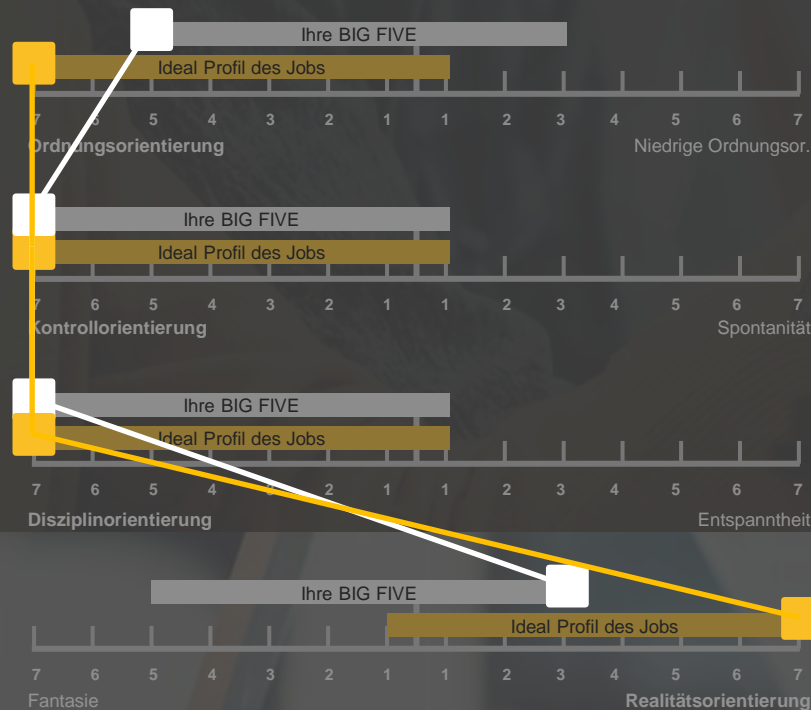 Ihre BIG FIVE
Ideal Profil des Jobs
7 6 5 4 3 2 1 1 2 3 4 5 6 7
Ordnungsorientierung Niedrige Ordnungsor.
Ihre BIG FIVE
Ideal Profil des Jobs
7 6 5 4 3 2 1 1 2 3 4 5 6 7
Kontrollorientierung Spontanität
Ihre BIG FIVE
Ideal Profil des Jobs
7 6 5 4 3 2 1 1 2 3 4 5 6 7
Disziplinorientierung Entspanntheit
Ihre BIG FIVE
Ideal Profil des Jobs
7 6 5 4 3 2 1 1 2 3 4 5 6 7
Fantasie Realitätsorientierung